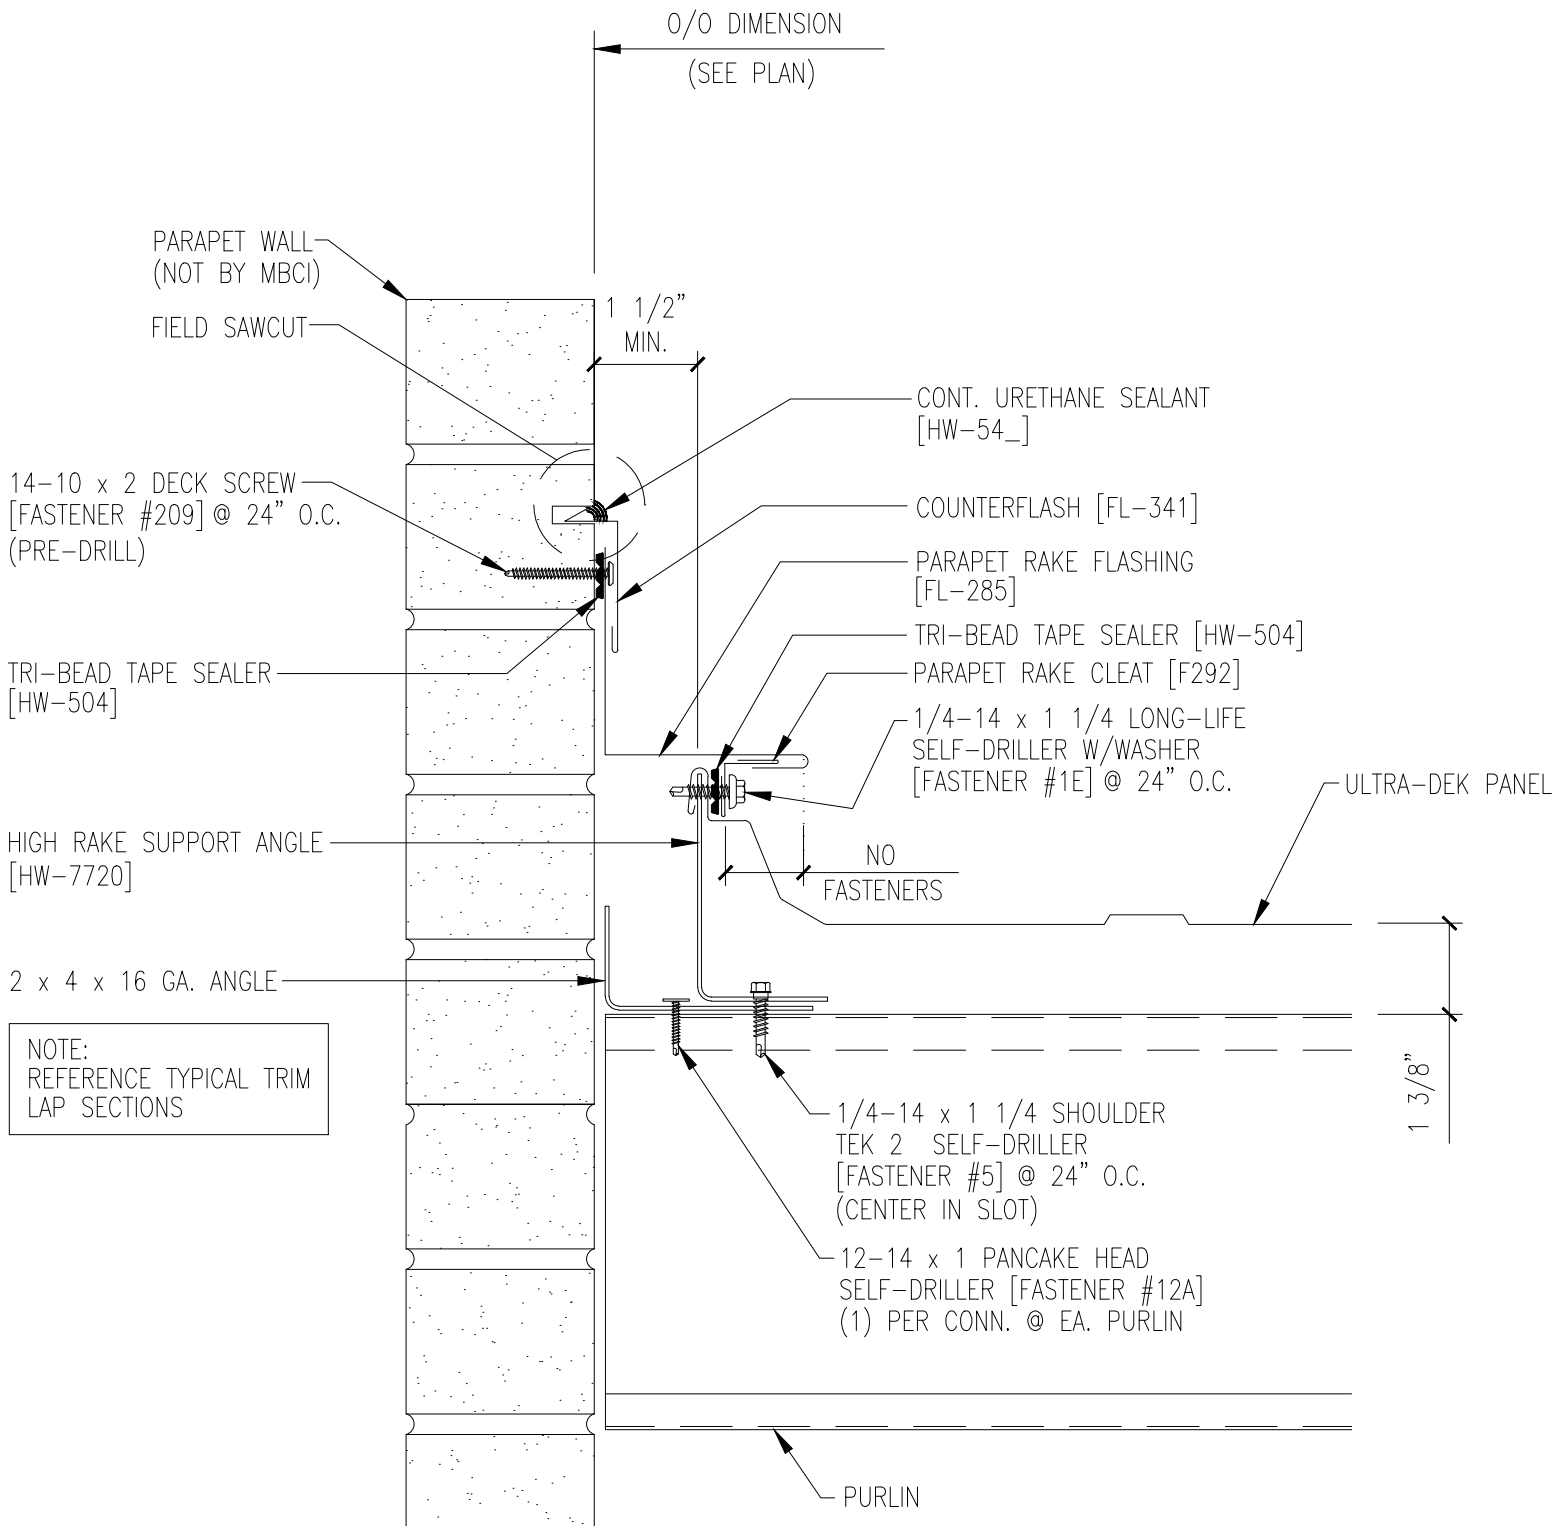 O/O DIMENSION
(SEE PLAN)
PARAPET WALL
(NOT BY MBCI)
FIELD SAWCUT
1 1/2"
MIN.
CONT. URETHANE SEALANT
[HW-54_]
14-10 x 2 DECK SCREW
[FASTENER #209] @ 24" O.C.
(PRE-DRILL)
COUNTERFLASH [FL-341]
PARAPET RAKE FLASHING
[FL-285]
TRI-BEAD TAPE SEALER [HW-504]
TRI-BEAD TAPE SEALER
[HW-504]
PARAPET RAKE CLEAT [F292]
1/4-14 x 1 1/4 LONG-LIFE
SELF-DRILLER W/WASHER
[FASTENER #1E] @ 24" O.C.
ULTRA-DEK PANEL
HIGH RAKE SUPPORT ANGLE
[HW-7720]
NO
FASTENERS
2 x 4 x 16 GA. ANGLE
NOTE:
REFERENCE TYPICAL TRIM
LAP SECTIONS
1 3/8"
1/4-14 x 1 1/4 SHOULDER
TEK 2 SELF-DRILLER
[FASTENER #5] @ 24" O.C.
(CENTER IN SLOT)
12-14 x 1 PANCAKE HEAD
SELF-DRILLER [FASTENER #12A]
(1) PER CONN. @ EA. PURLIN
PURLIN